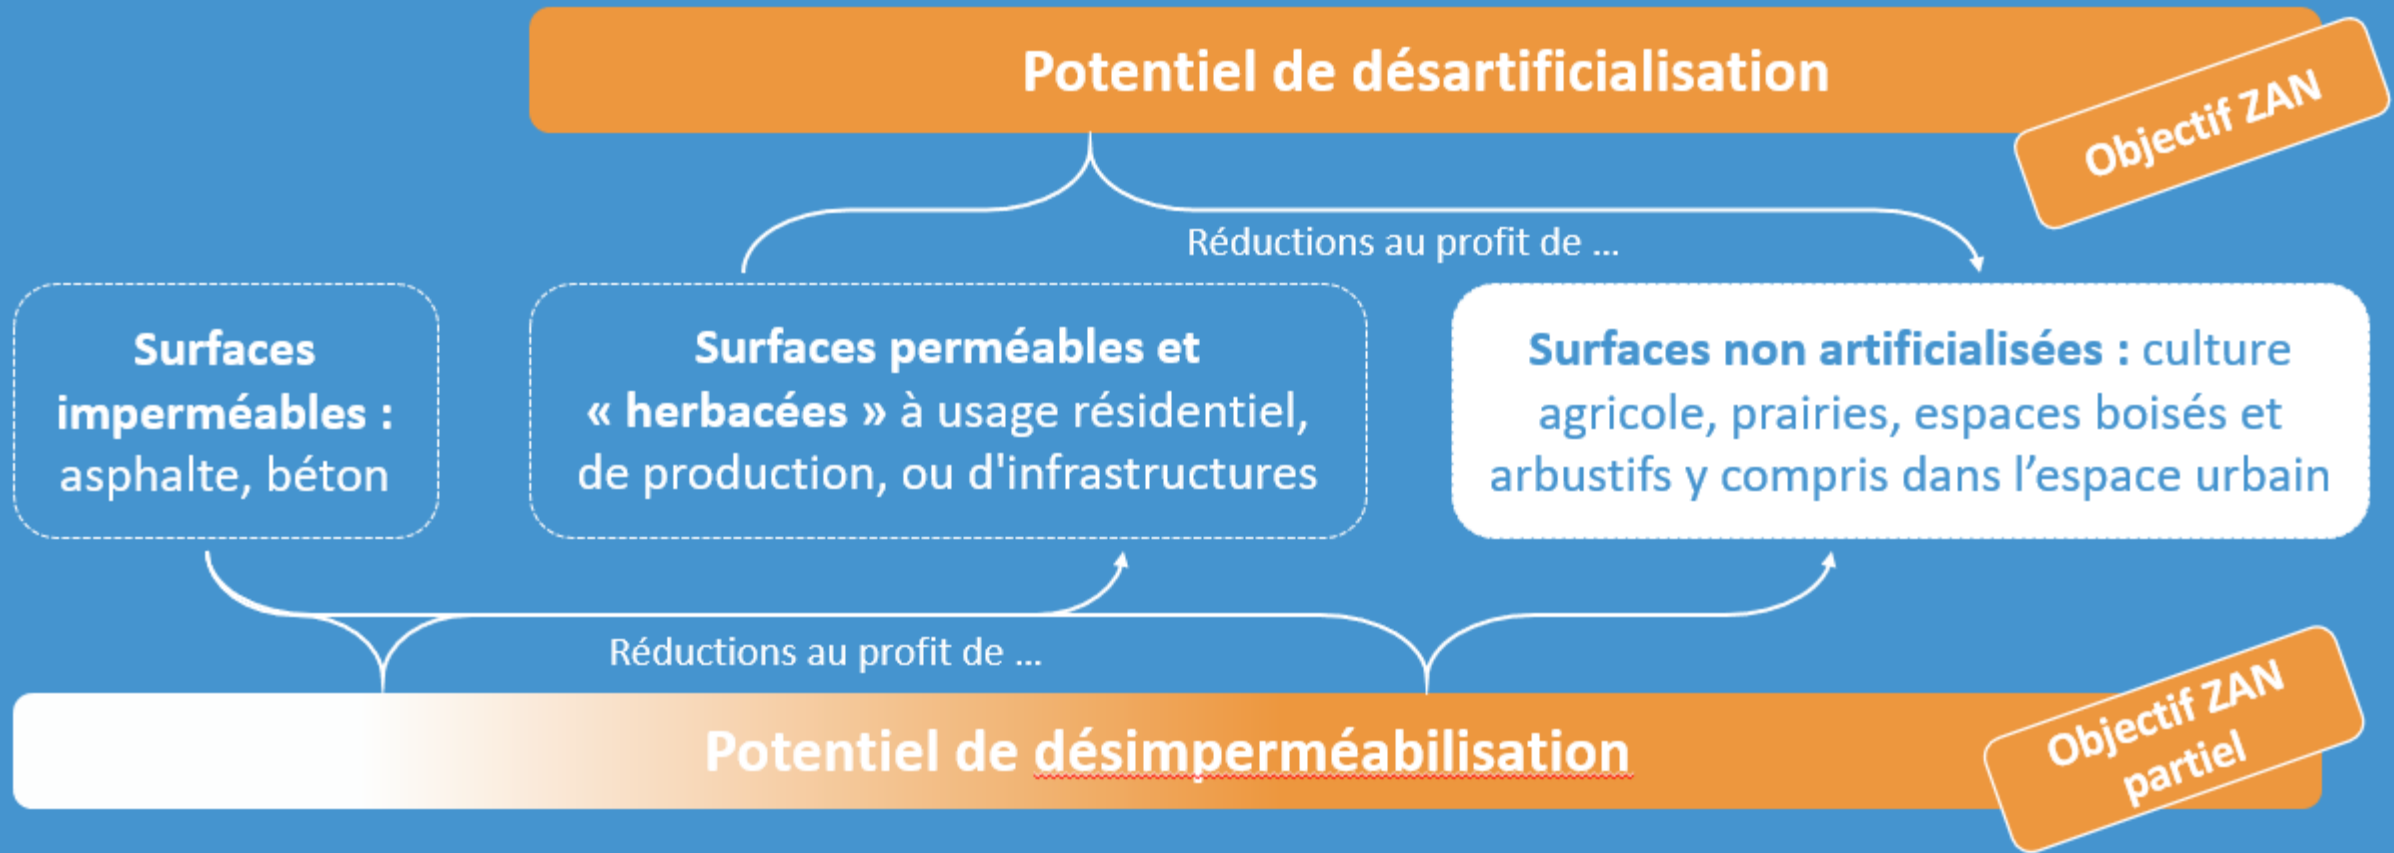 Potentiel de désartificialisation
Objectif ZAN
Réductions au profit de ...
Surfaces
imperméables :
asphalte, béton
Surfaces perméables et
« herbacées » à usage résidentiel,
de production, ou d'infrastructures
Surfaces non artificialisées : culture
agricole, prairies, espaces boisés et
arbustifs y compris dans l’espace urbain
Réductions au profit de ...
Potentiel de désimperméabilisation
Objectif ZAN
partiel